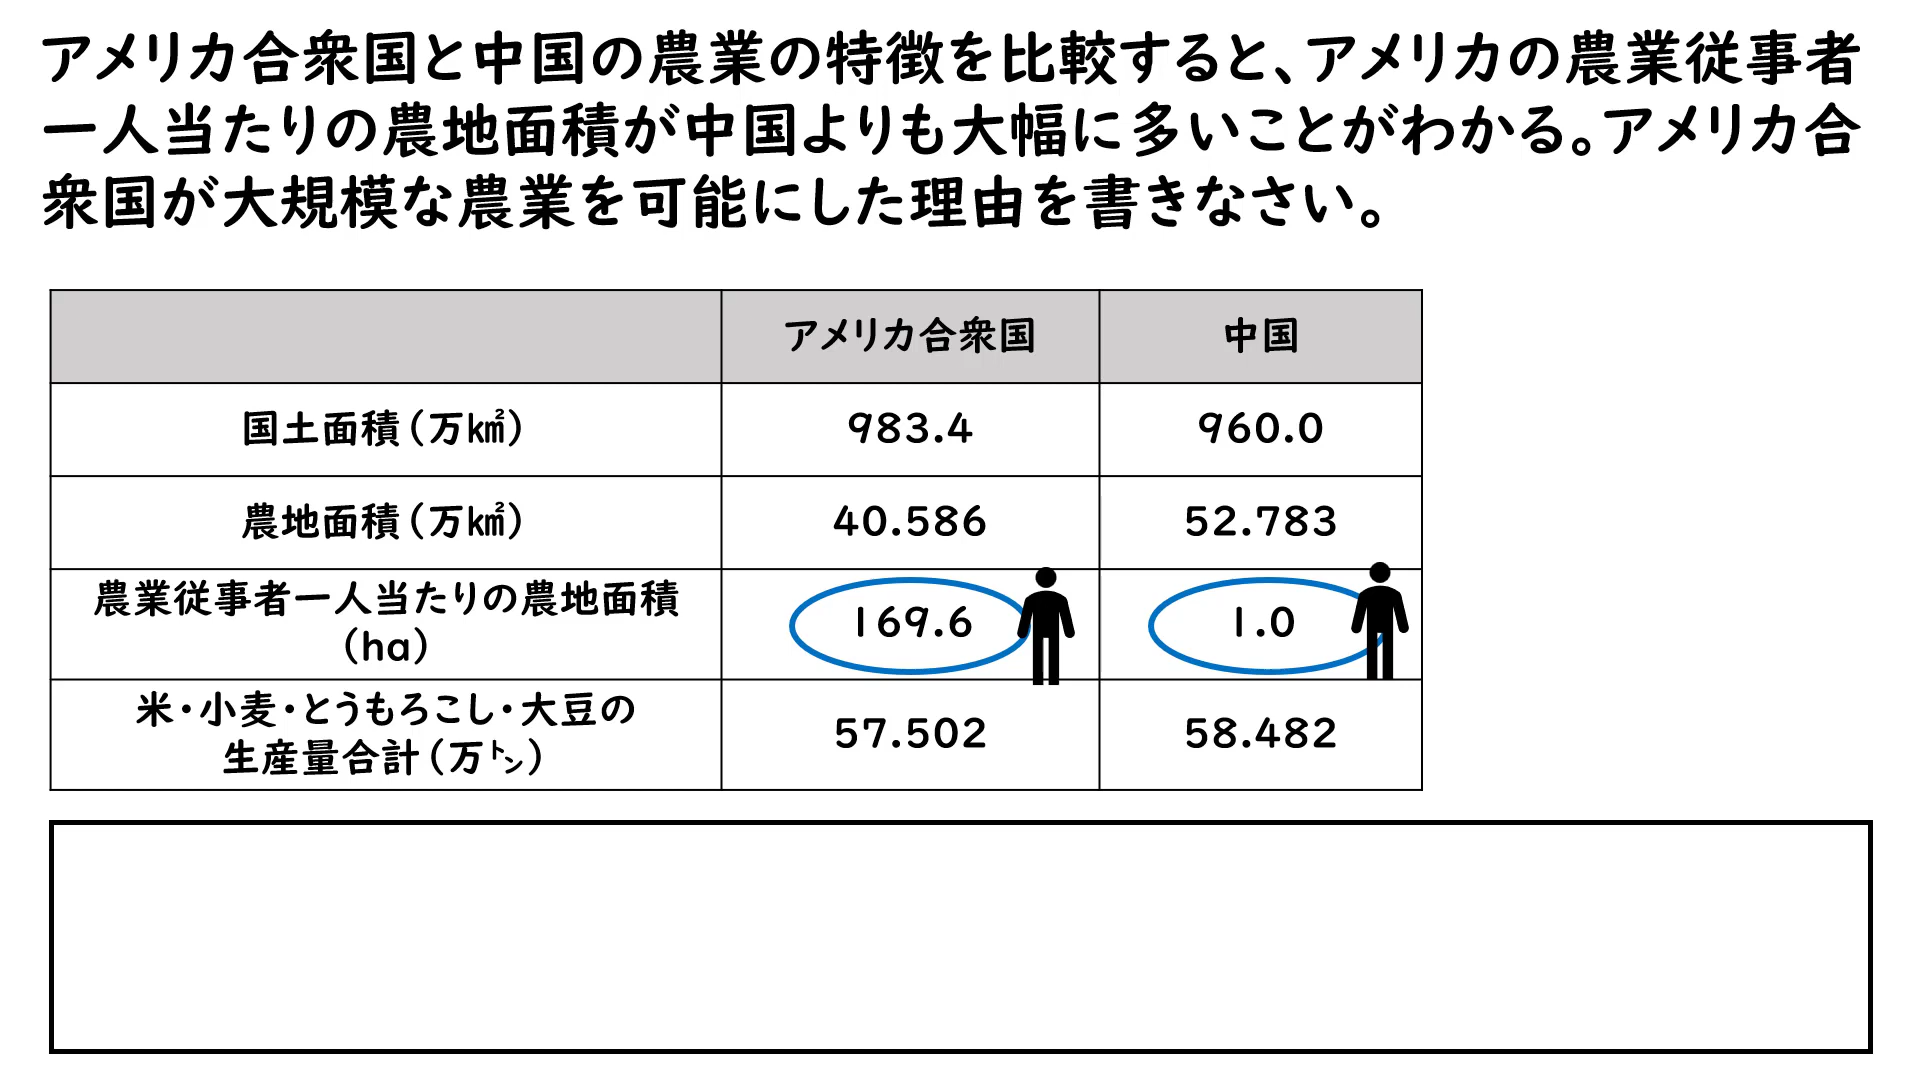 アメリカ合衆国と中国の農業の特徴を比較すると、アメリカの農業従事者
一人当たりの農地面積が中国よりも大幅に多いことがわかる。アメリカ合
衆国が大規模な農業を可能にした理由を書きなさい。
アメリカ合衆国 中国
国土面積(万㎢) 983.4 960.0
農地面積(万㎢) 40.586 52.783
農業従事者一人当たりの農地面積
(ha) 169.6 1.0
米・小麦・とうもろこし・大豆の
生産量合計(万㌧) 57.502 58.482